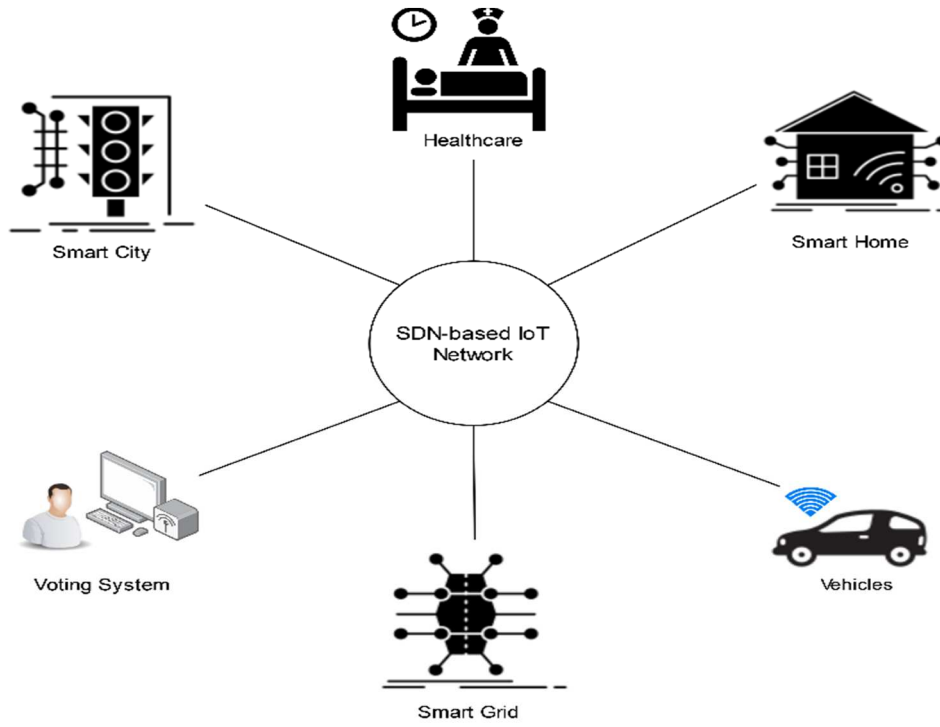 Healthcare
Smart City
Smart Home
SDN-based IoT
Network
Voting System
Vehicles
Smart Grid